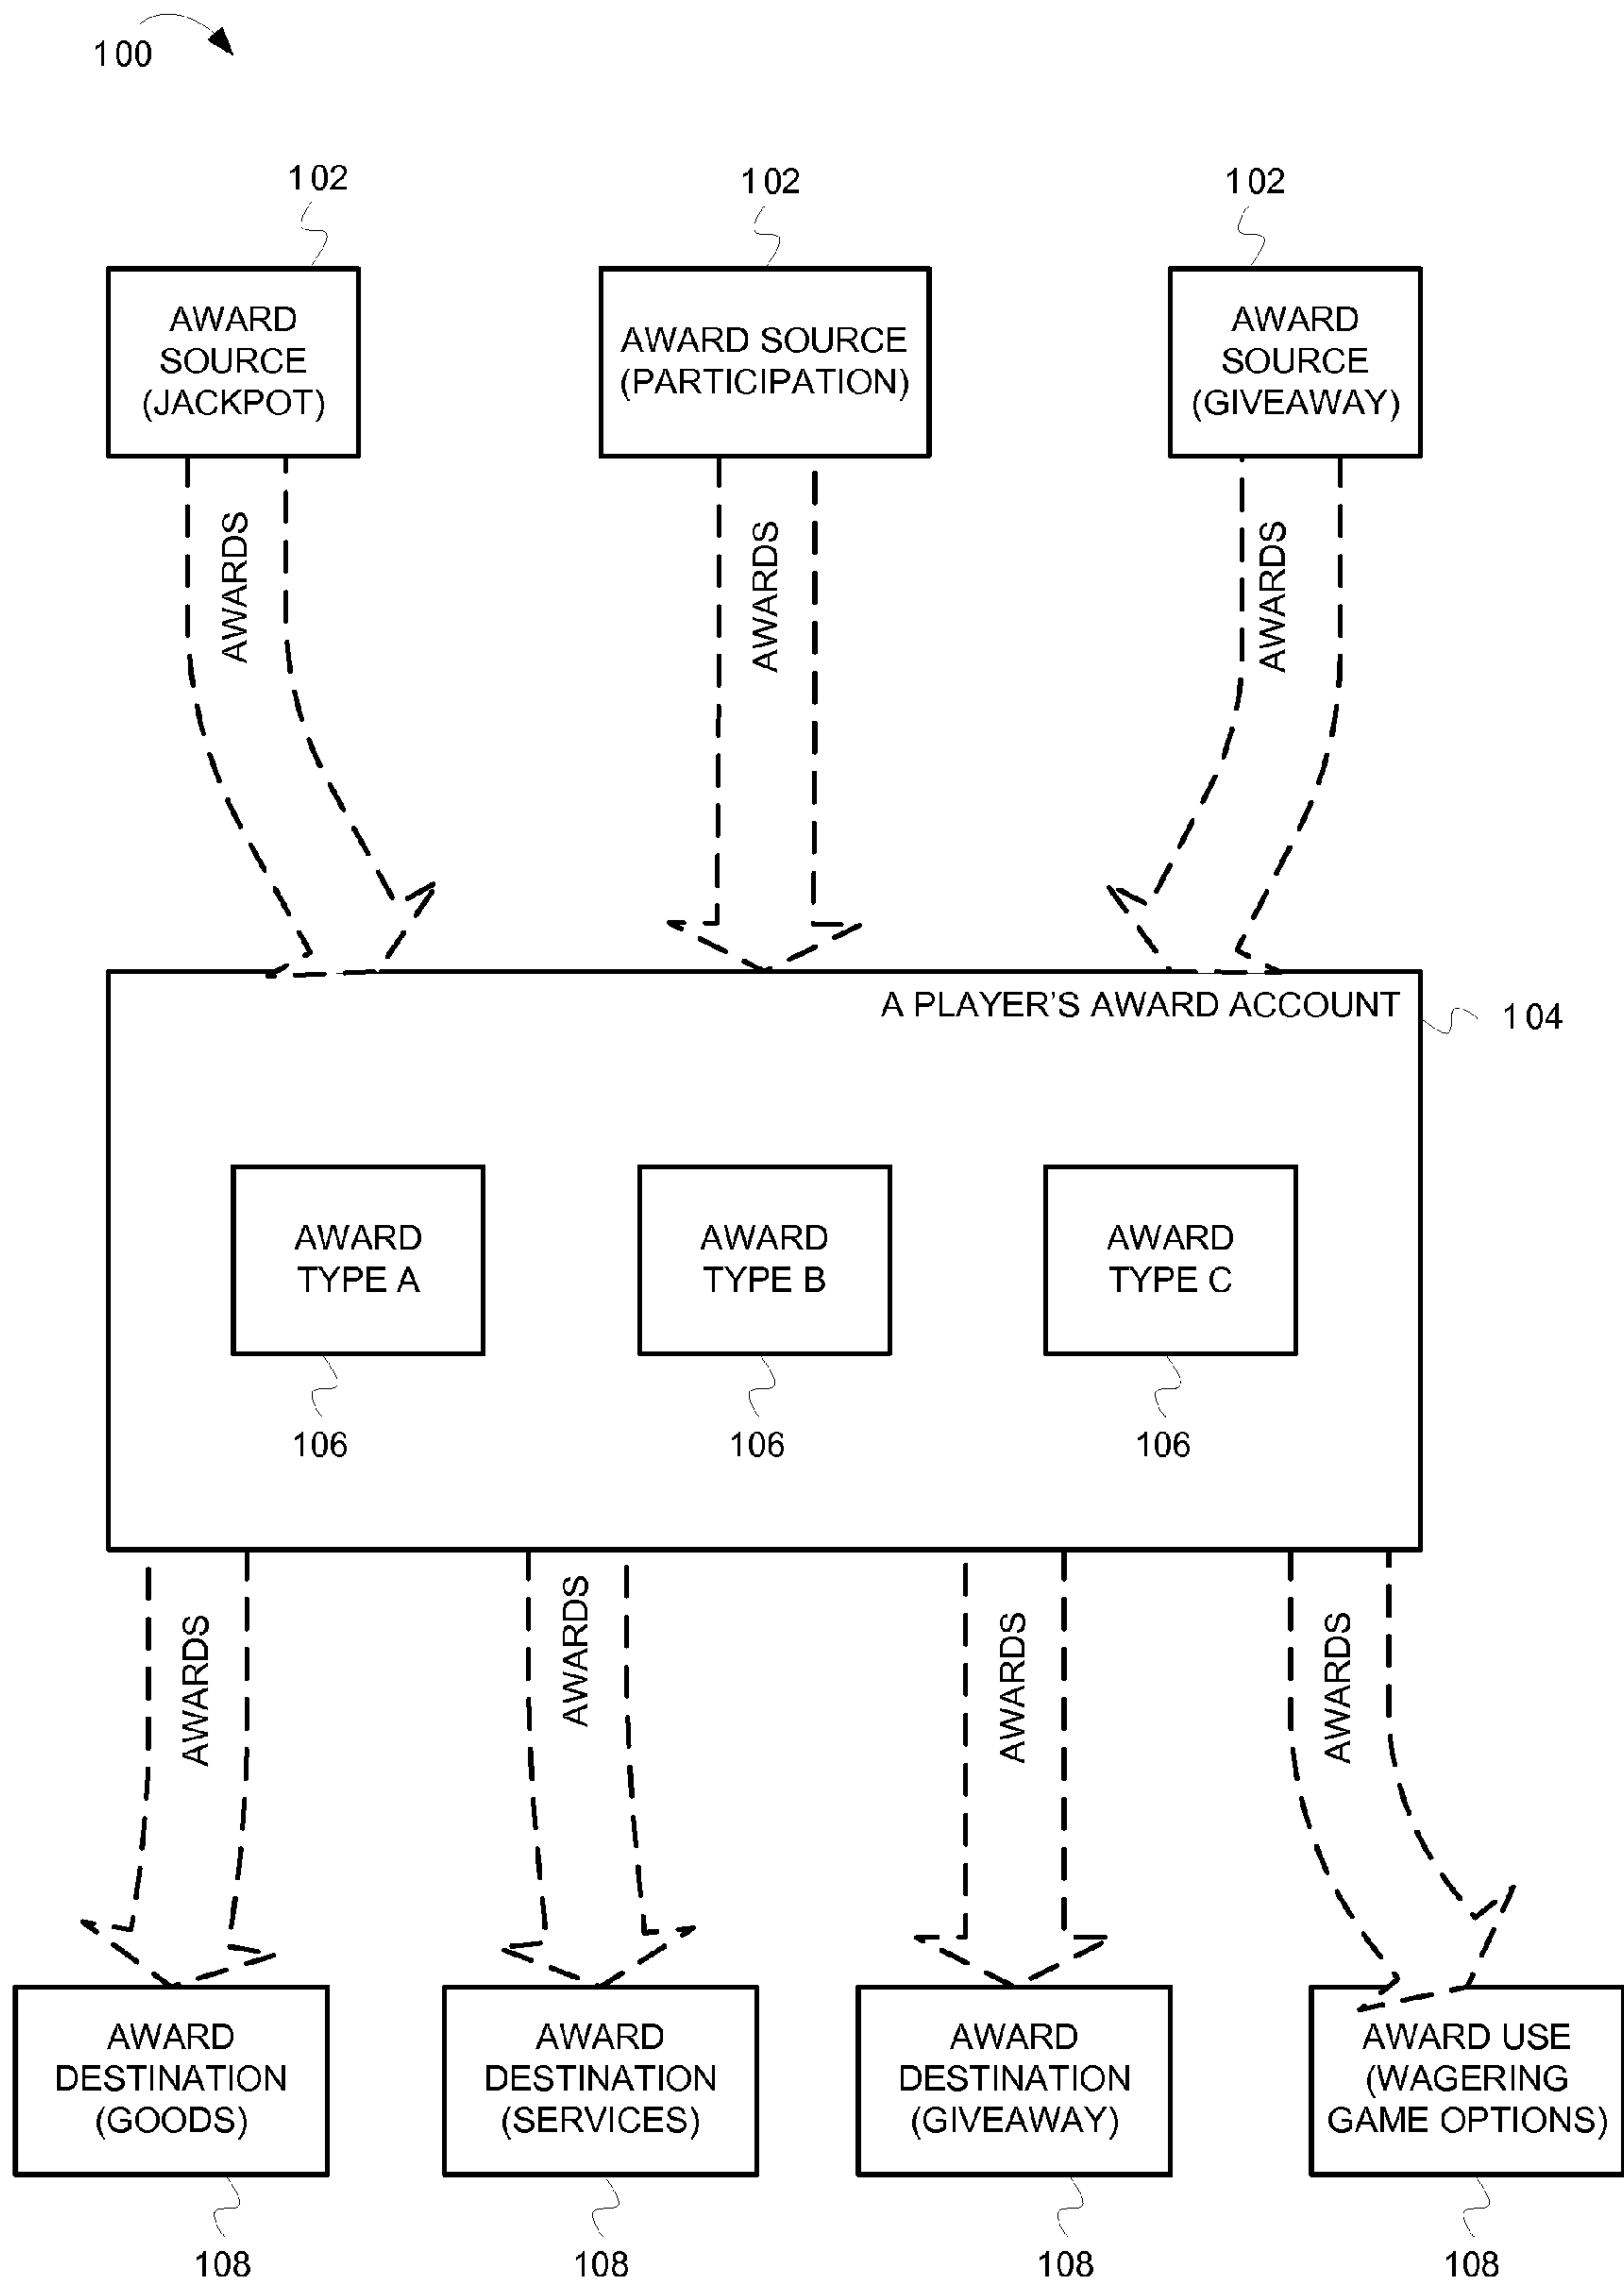 100
102
102
102
AWARD
SOURCE
(JACKPOT)
AWARD SOURCE
(PARTICIPATION)
AWARD
SOURCE
(GIVEAWAY)
AWARDS
AWARDS
AWARDS
A PLAYER'S AWARD ACCOUNT
104
AWARD
TYPE A
AWARD
TYPE B
AWARD
TYPE C
106
106
106
AWARDS
AWARDS
AWARDS
AWARDS
AWARD
DESTINATION
(GOODS)
AWARD
DESTINATION
(SERVICES)
AWARD
DESTINATION
(GIVEAWAY)
AWARD USE
(WAGERING
GAME OPTIONS)
108
108
108
108